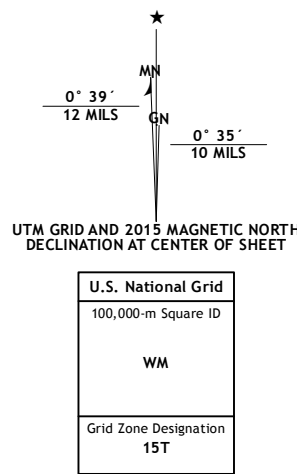 MN
0° 39´
12 MILS
GN
0° 35´
10 MILS
UTM GRID AND 2015 MAGNETIC NORTH
DECLINATION AT CENTER OF SHEET
U.S. National Grid
100,000-m Square ID
WM
Grid Zone Designation
15T